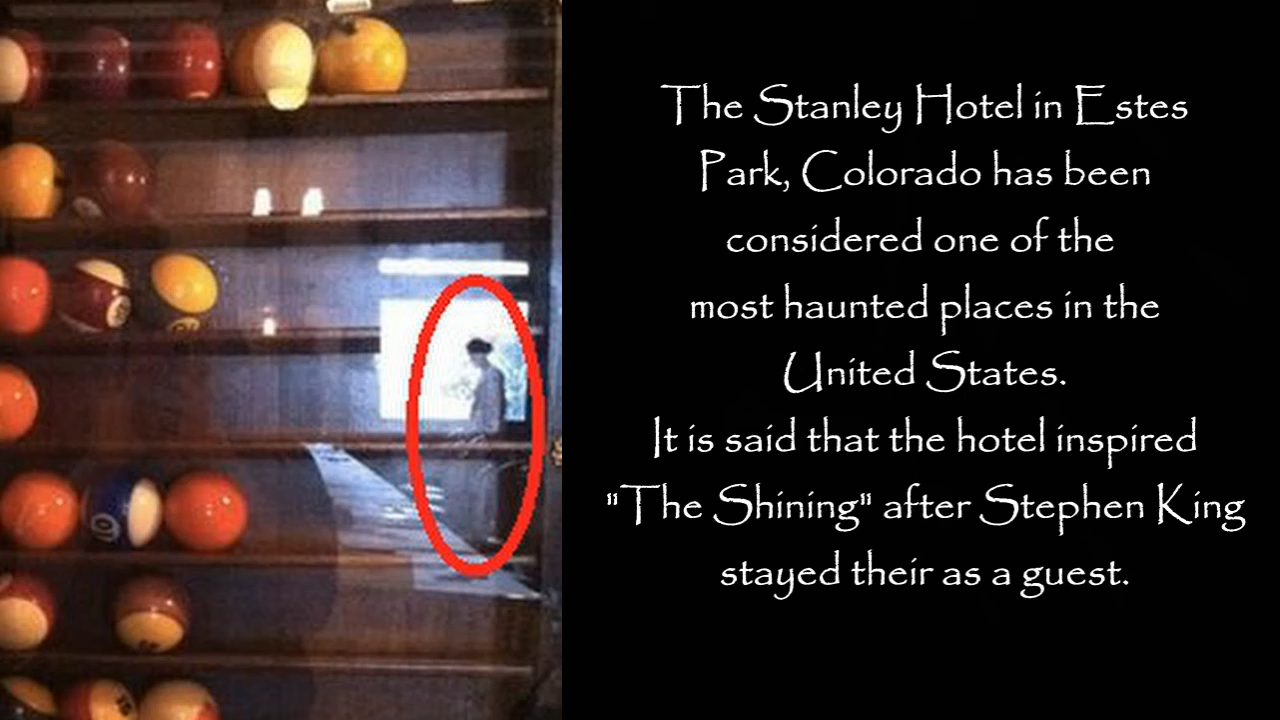 The Stanley Hotel in Estes
Park, Colorado has been
considered one of the
most haunted places in the
United States.
It is said that the hotel inspired
"The Shining" after Stephen King
stayed their as a guest.